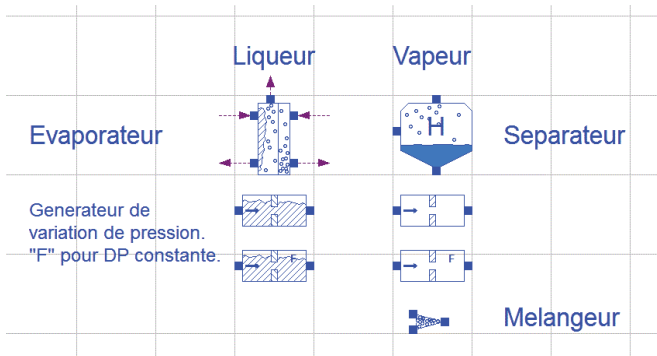 Liqueur
Vapeur
Evaporateur
H
Separateur
Generateur de
variation de pression.
"F" pour DP constante.
F
F
Melangeur